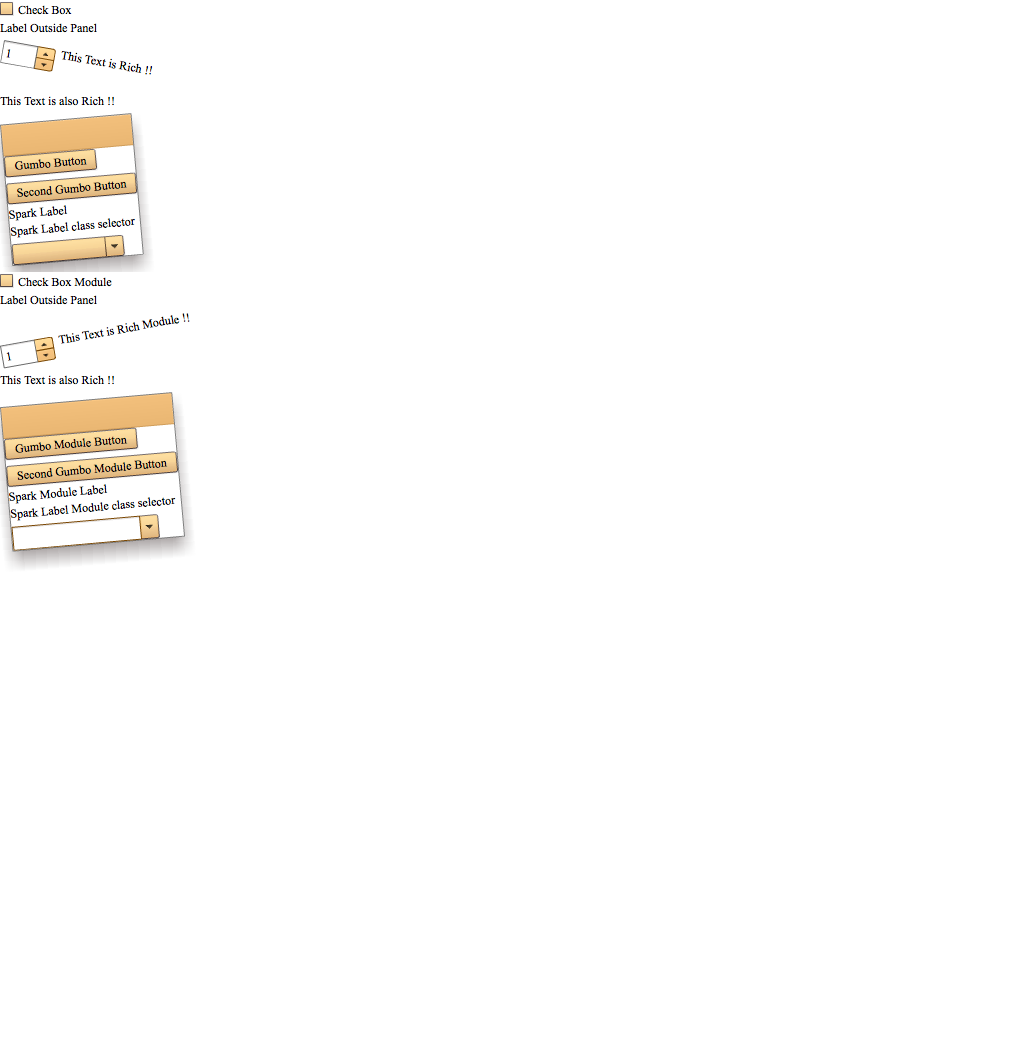 Check Box
Label Outside Panel
1
This Text is Rich !!
This Text is also Rich !!
Gumbo Button
Second Gumbo Button
Spark Label
Spark Label class selector
Check Box Module
Label Outside Panel
This Text is Rich Module !!
1
This Text is also Rich !!
Gumbo Module Button
Second Gumbo Module Button
Spark Module Label
Spark Label Module class selector